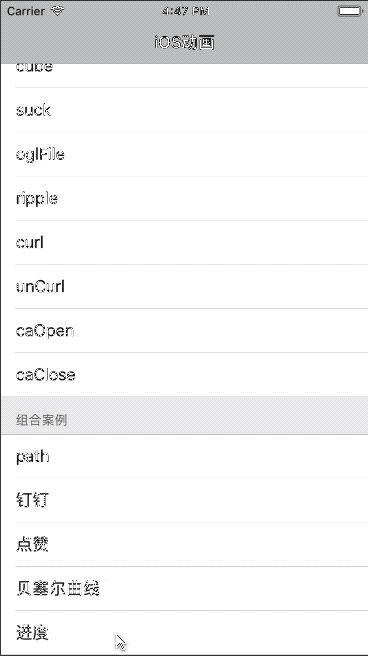 Carrier 4:47 PM
iOS动画
cube
suck
oglFile
ripple
curl
unCurl
caOpen
caClose
组合案例
path
钉钉
点赞
贝塞尔曲线
进度